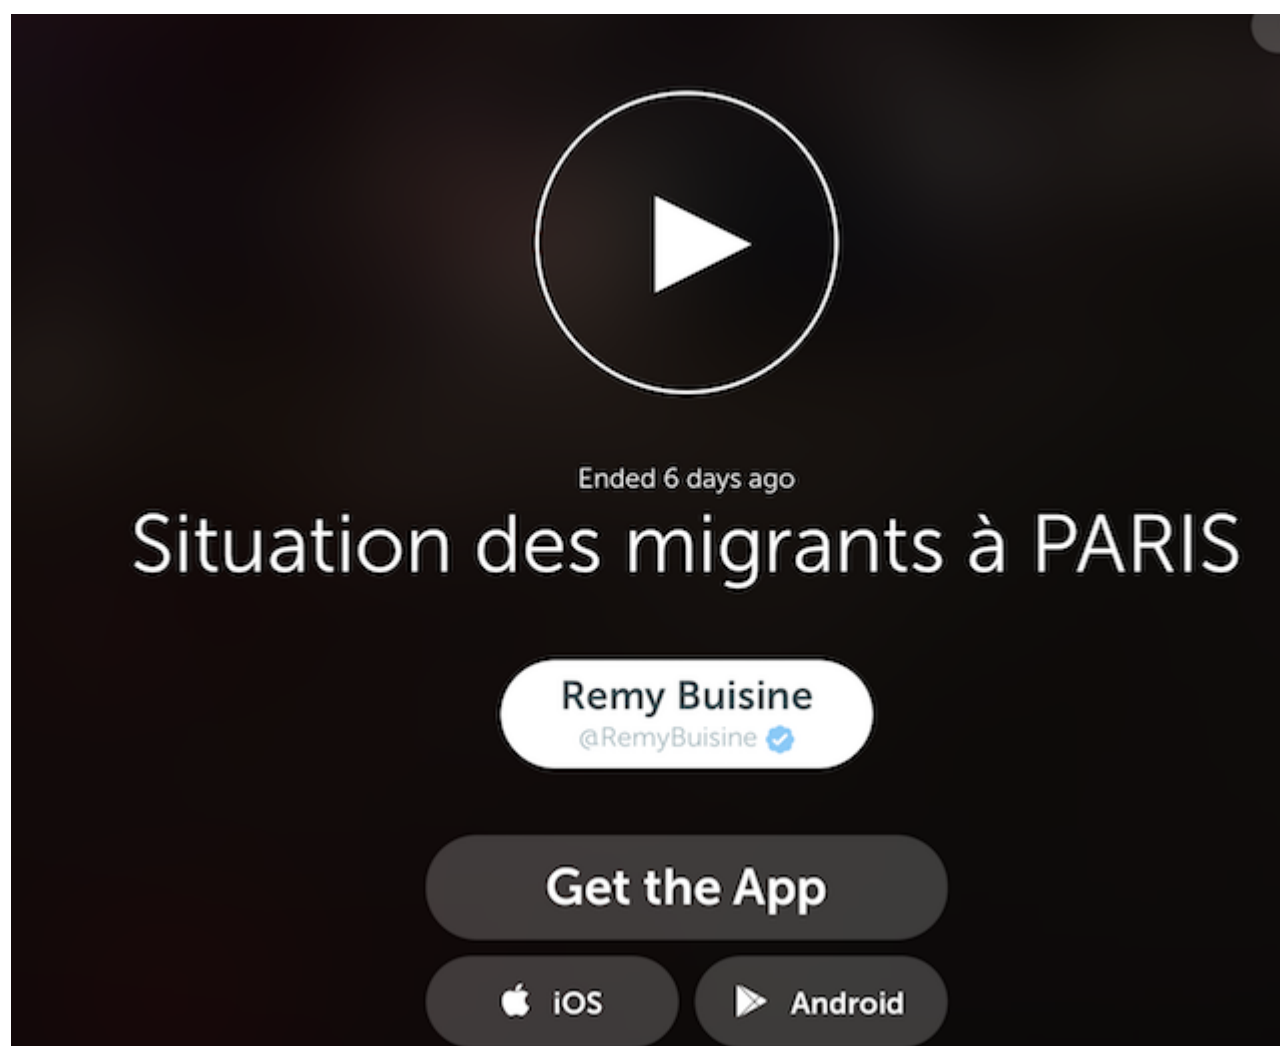 Ended 6 days ago
Situation des migrants à PARIS
Remy Buisine
@RemyBuisine
Get the App
iOS
Android